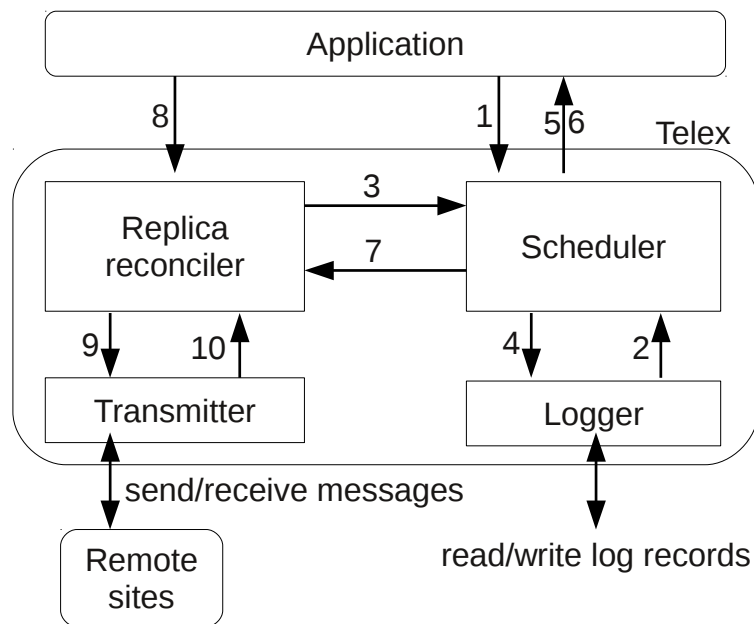 Application
8
1
5
6
Telex
3
Replica
reconciler
Scheduler
7
9
10
4
2
Transmitter
Logger
send/receive messages
Remote
sites
read/write log records